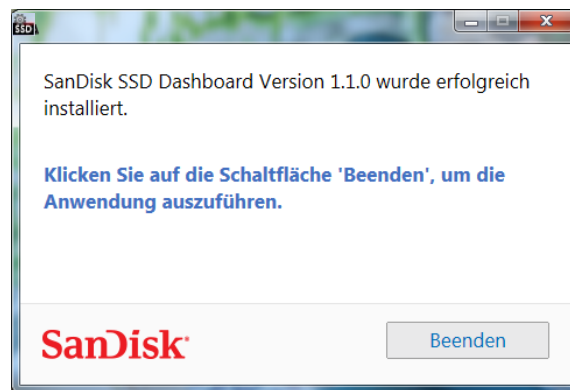 SSD
SanDisk SSD Dashboard Version 1.1.0 wurde erfolgreich
installiert.
Klicken Sie auf die Schaltfläche 'Beenden', um die
Anwendung auszuführen.
SanDisk
Beenden